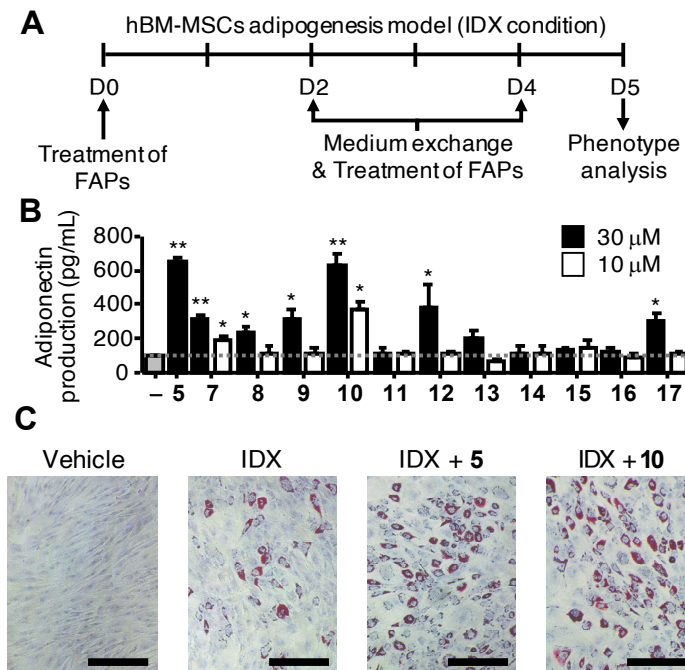 A
hBM-MSCs adipogenesis model (IDX condition)
D0 D2 D4 D5
Treatment of
FAPs
Medium exchange
& Treatment of FAPs
Phenotype
analysis
B
Adiponectin
production (pg/mL)
800
600
400
200
0
** ** * * * ** * * *
30 μM
10 μM
– 5 7 8 9 10 11 12 13 14 15 16 17
C
Vehicle IDX IDX + 5 IDX + 10